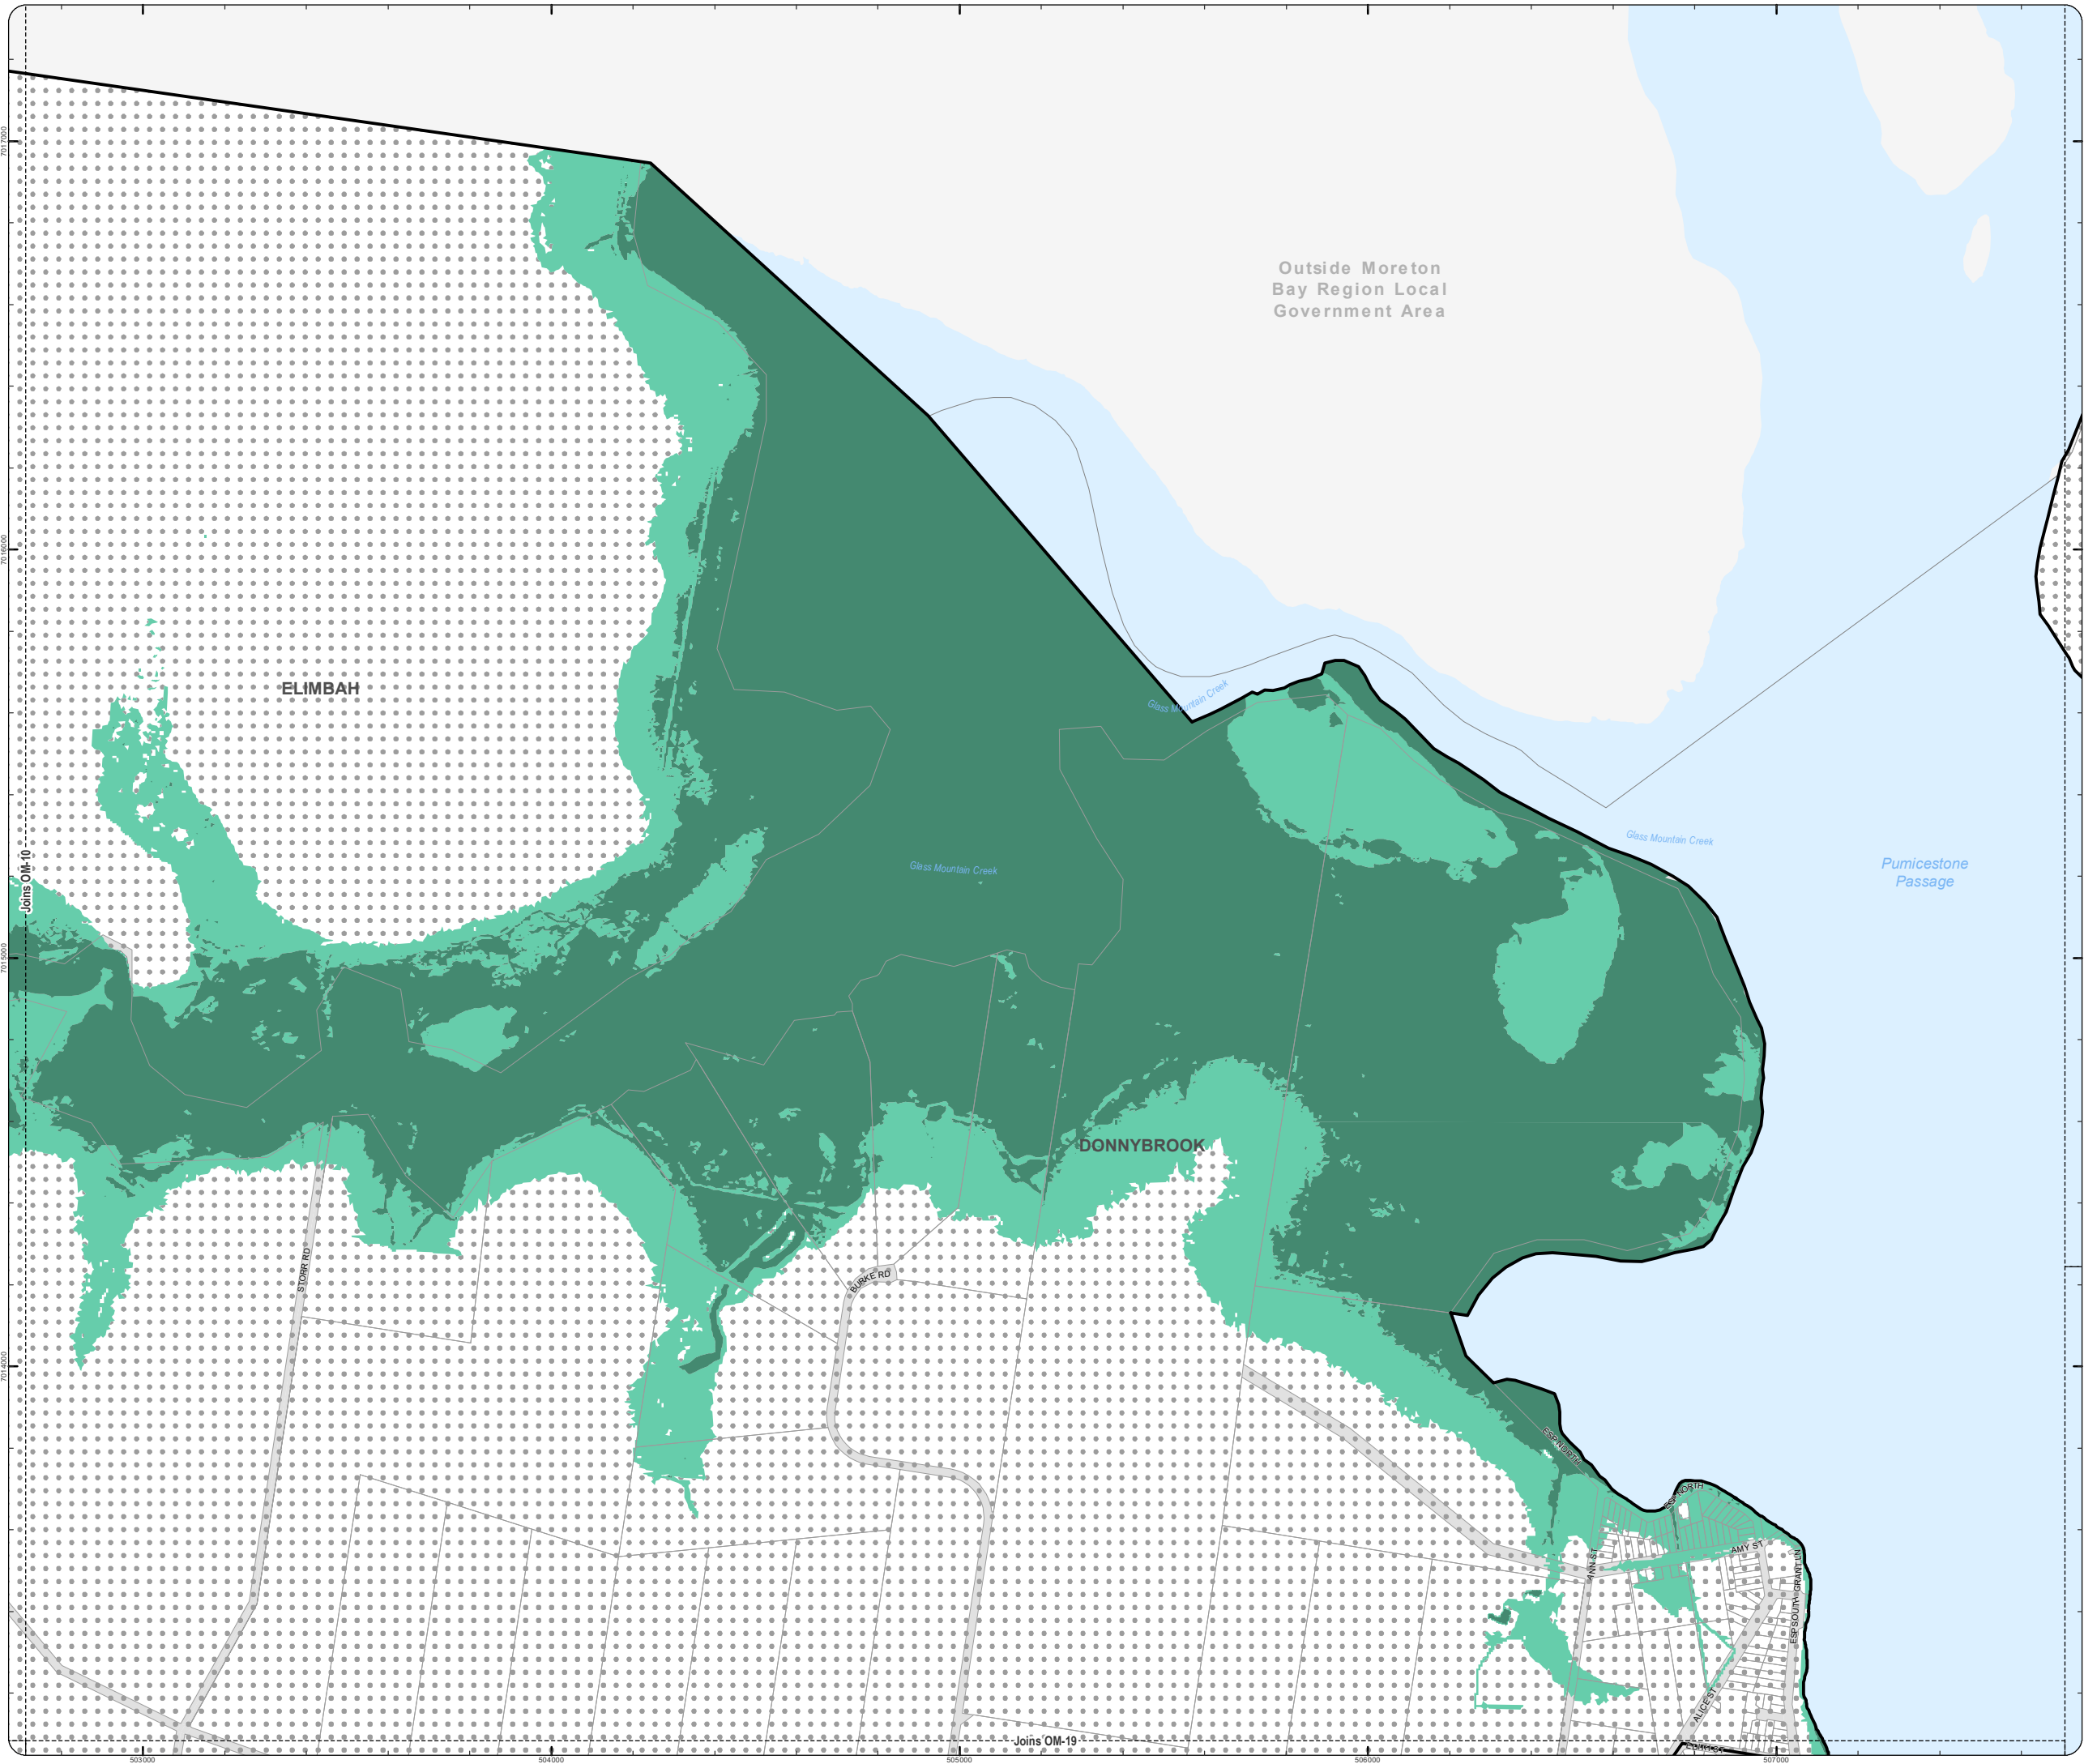 Outside Moreton
Bay Region Local
Government Area
7017000
7016000
ELIMBAH
Glass Mountain Creek
Glass Mountain Creek
Glass Mountain Creek
Pumicestone
Passage
Joins OM-10
7015000
DONNYBROOK
STORR RD
BURKE RD
7014000
ESP NORTH
ESP NORTH
AMY ST
ANN ST
GRANT LN
ESP SOUTH
ALICE ST
Joins OM-19
503000
504000
505000
506000
507000